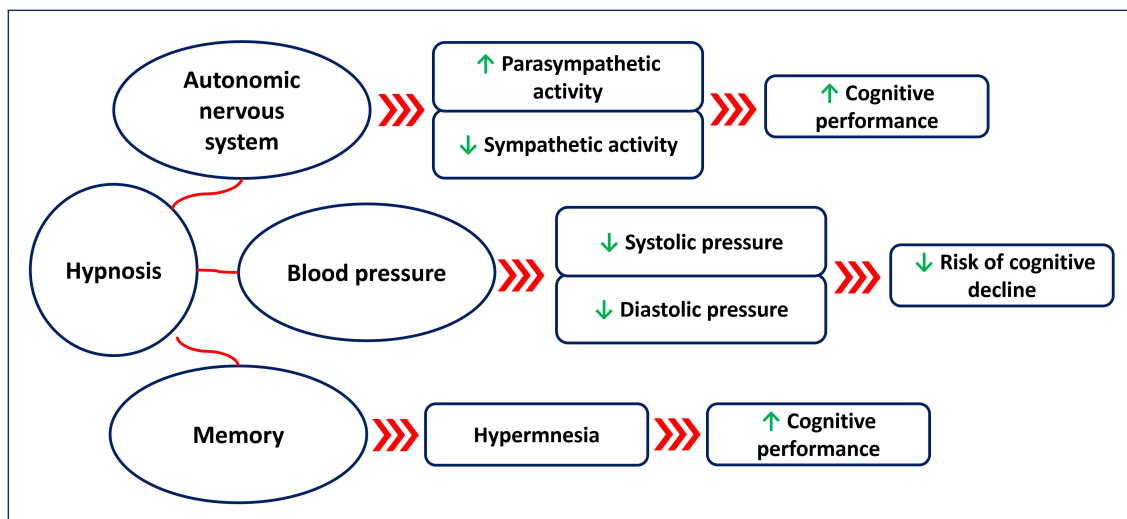 Autonomic
nervous
system
↑ Parasympathetic
activity
↓ Sympathetic activity
↑ Cognitive
performance
Hypnosis
Blood pressure
↓ Systolic pressure
↓ Diastolic pressure
↓ Risk of cognitive
decline
Memory
Hypermnesia
↑ Cognitive
performance